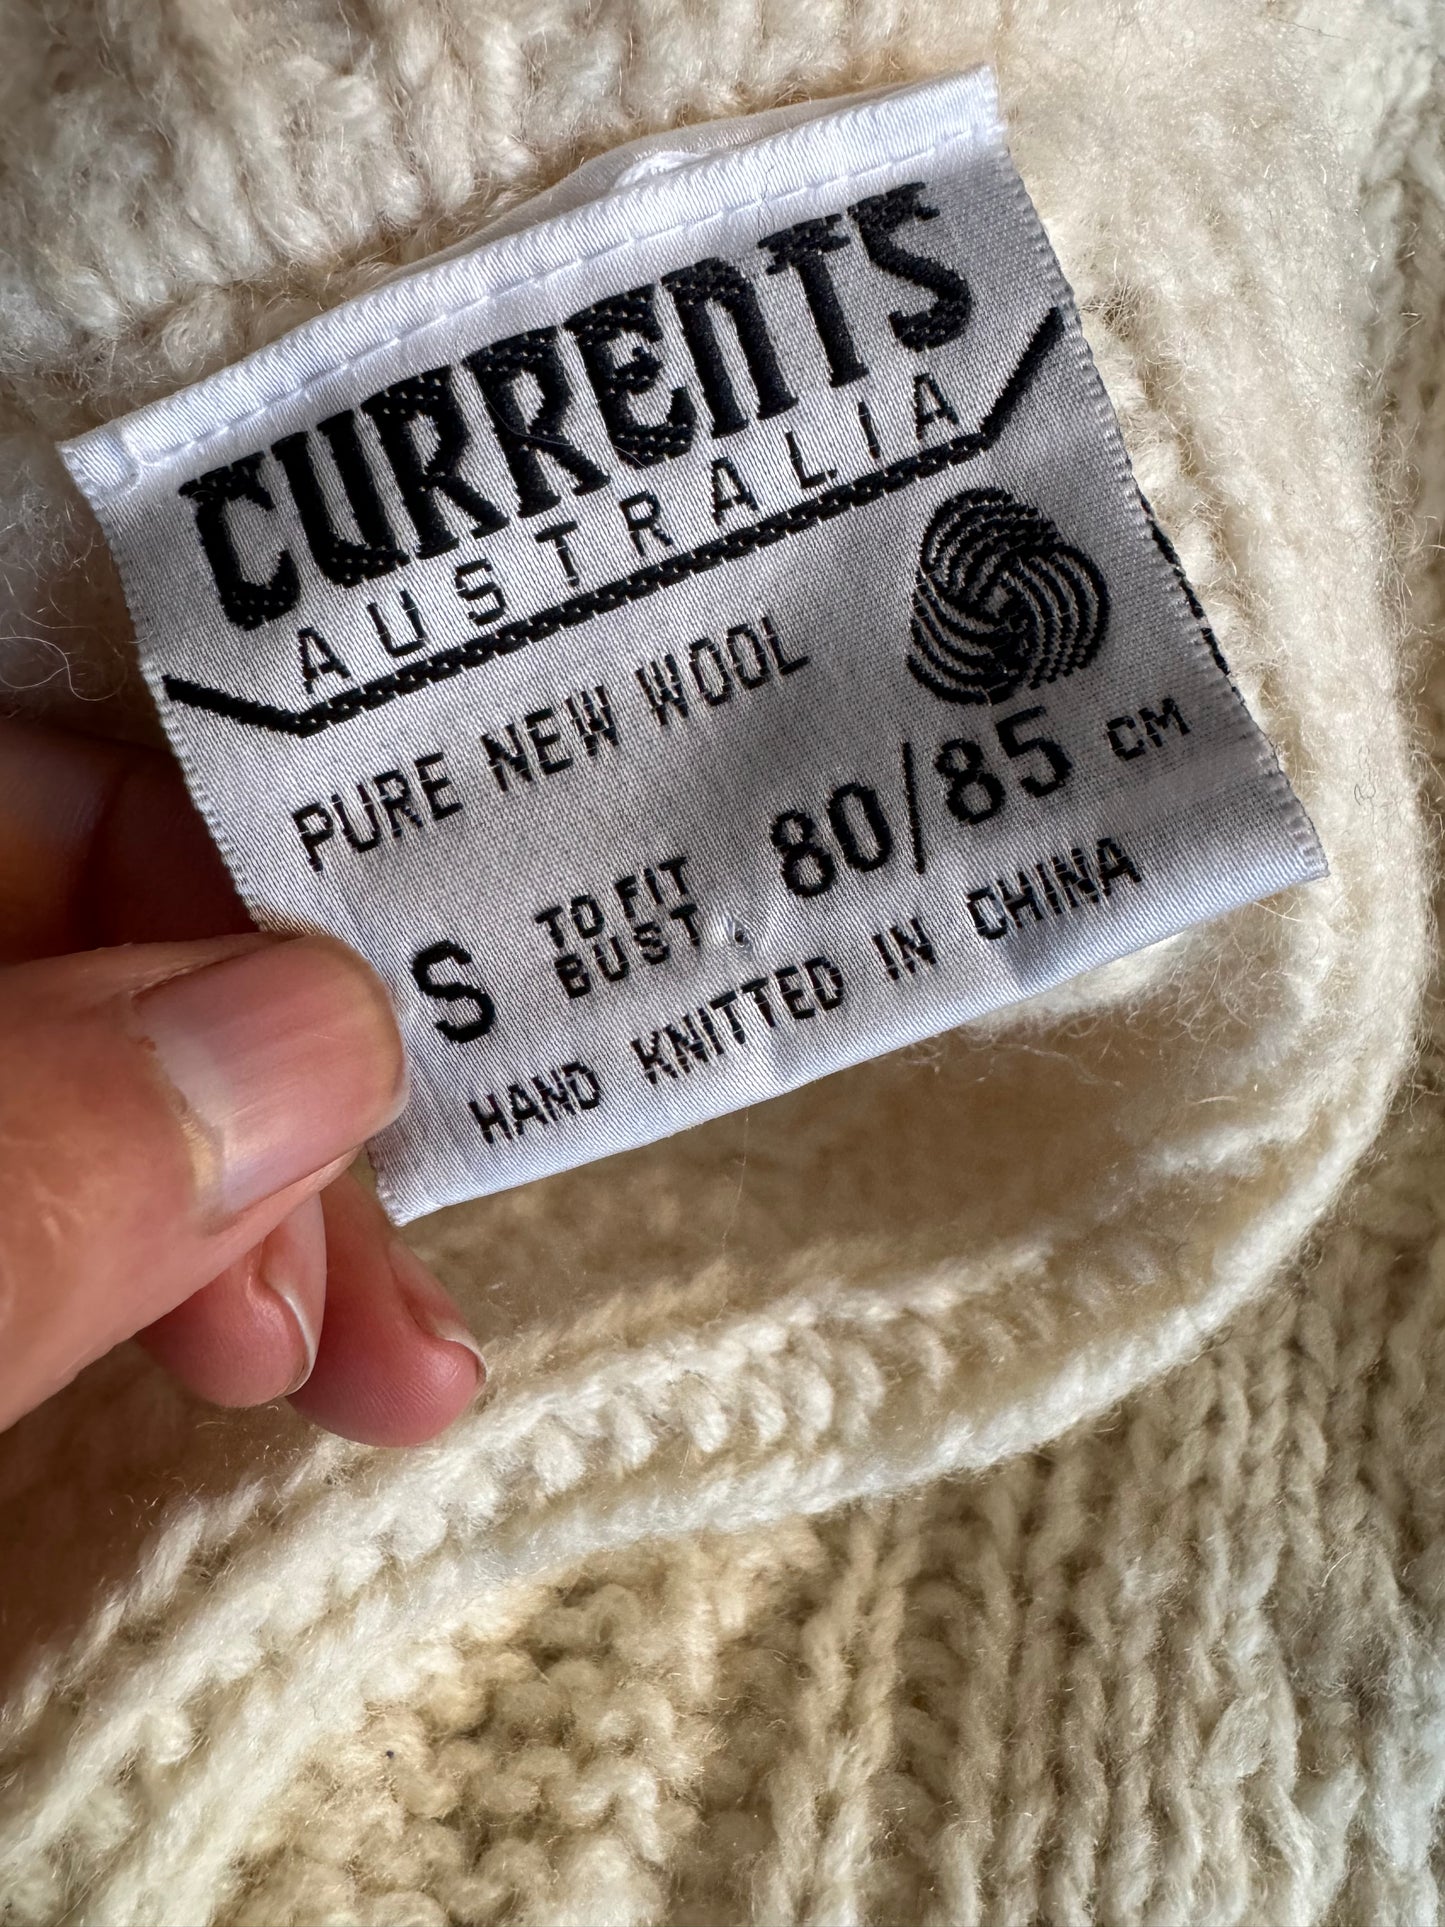 CURRENTS
AUSTRALIA
PURE NEW WOOL
S TO FIT BUST 80/85 CM
HAND KNITTED IN CHINA